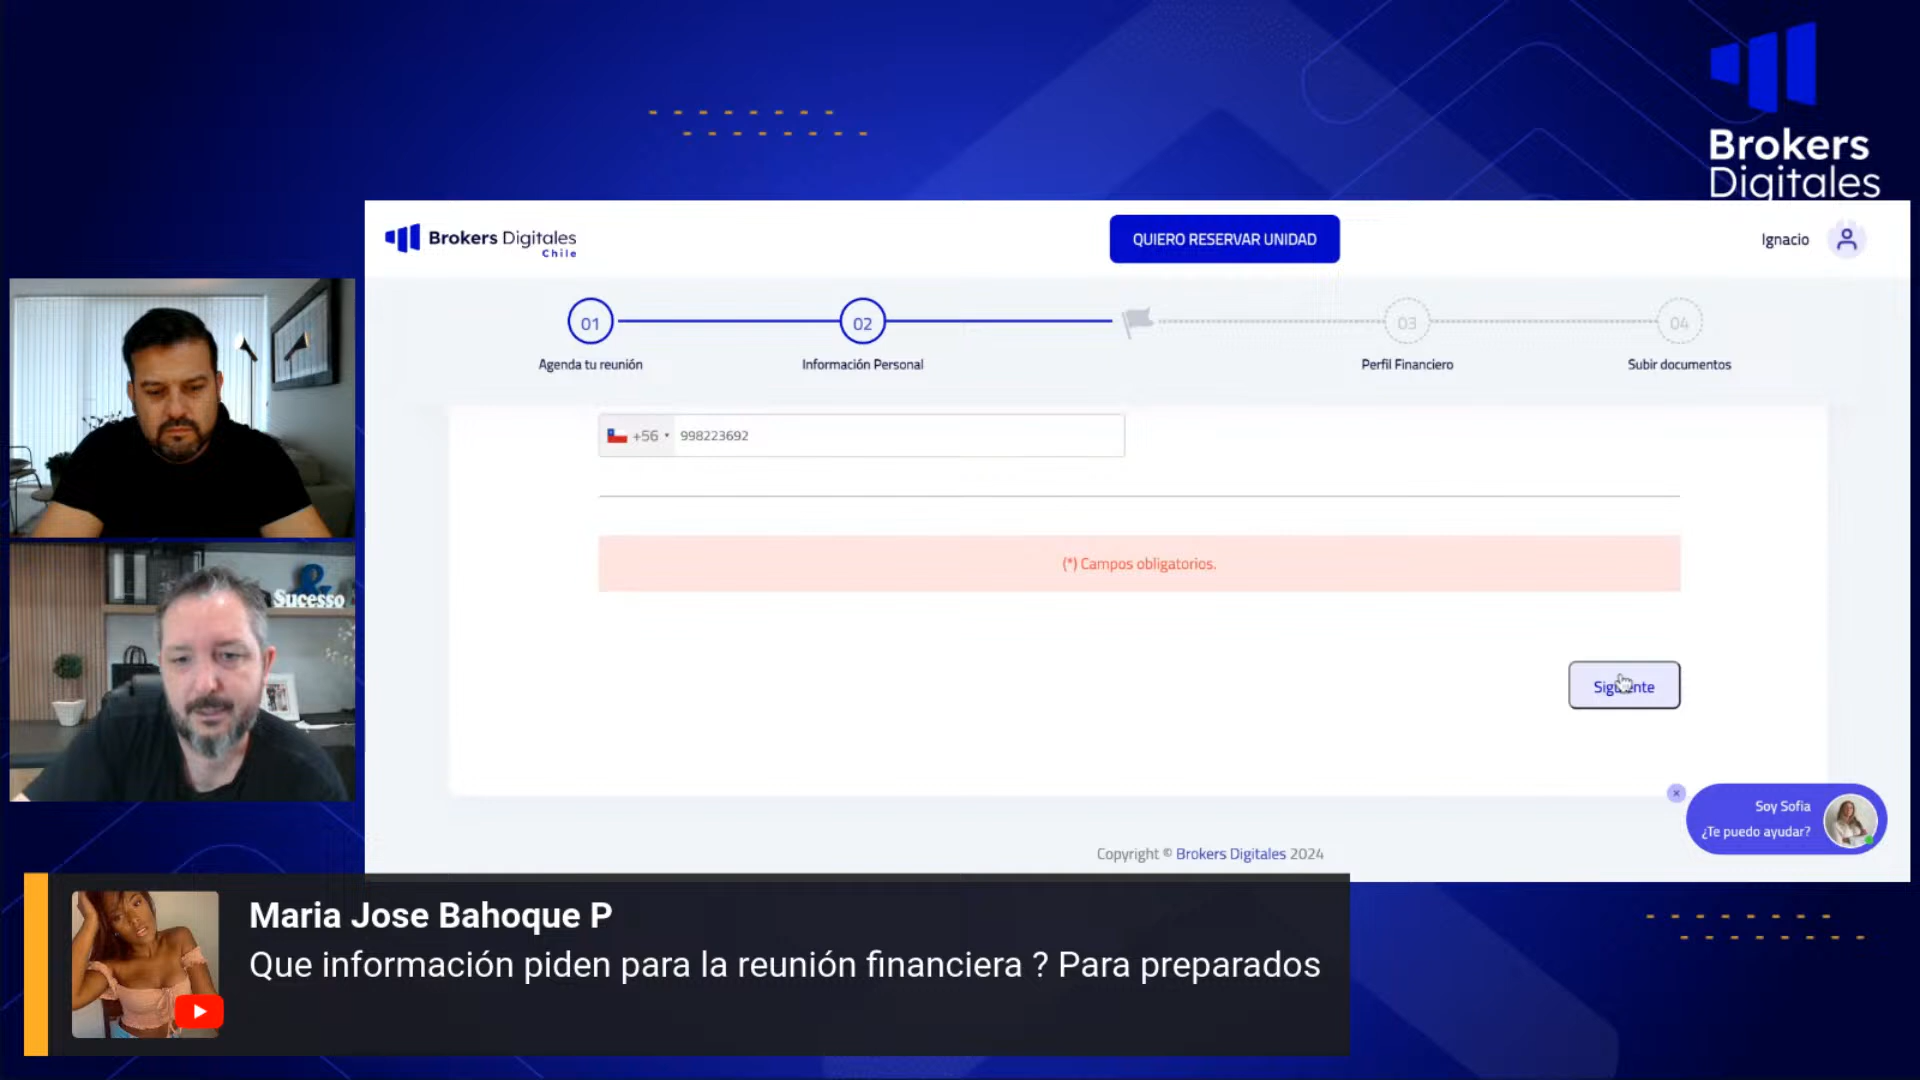 Brokers
Digitales
Brokers Digitales
Chile
QUIERO RESERVAR UNIDAD
Ignacio
01
02
03
04
Agenda tu reunión
Información Personal
Perfil Financiero
Subir documentos
+56
998223692
(*) Campos obligatorios.
Siguiente
Soy Sofia
¿Te puedo ayudar?
Copyright © Brokers Digitales 2024
&
Sucesso
Maria Jose Bahoque P
Que información piden para la reunión financiera ? Para preparados